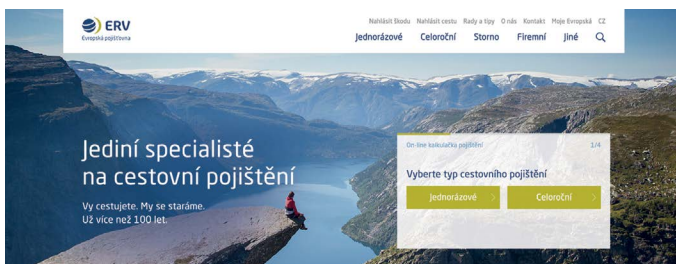 ERV
Evropská pojišťovna
Nahlásit škodu Nahlásit cestu Rady a tipy O nás Kontakt Moje Evropská CZ
Jednorázové Celoroční Storno Firemní Jiné
Jediní specialisté
na cestovní pojištění
Vy cestujete. My se staráme.
Už více než 100 let.
On-line kalkulačka pojištění 1/4
Vyberte typ cestovního pojištění
Jednorázové Celoroční